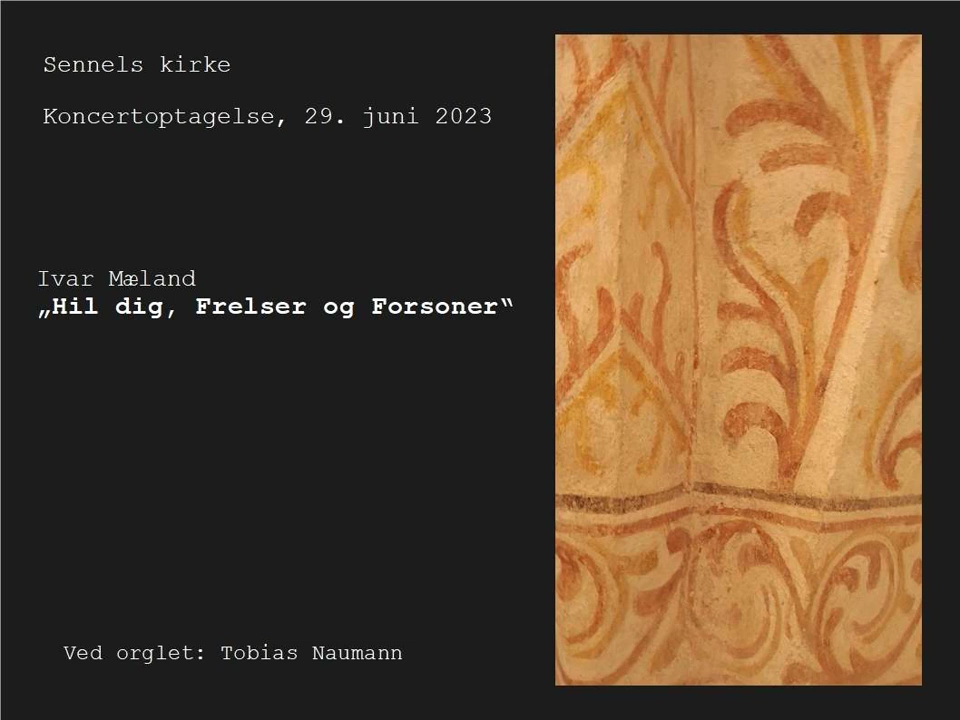 Sennels kirke
Koncertoptagelse, 29. juni 2023
Ivar Mæland
„Hil dig, Frelser og Forsoner“
Ved orglet: Tobias Naumann